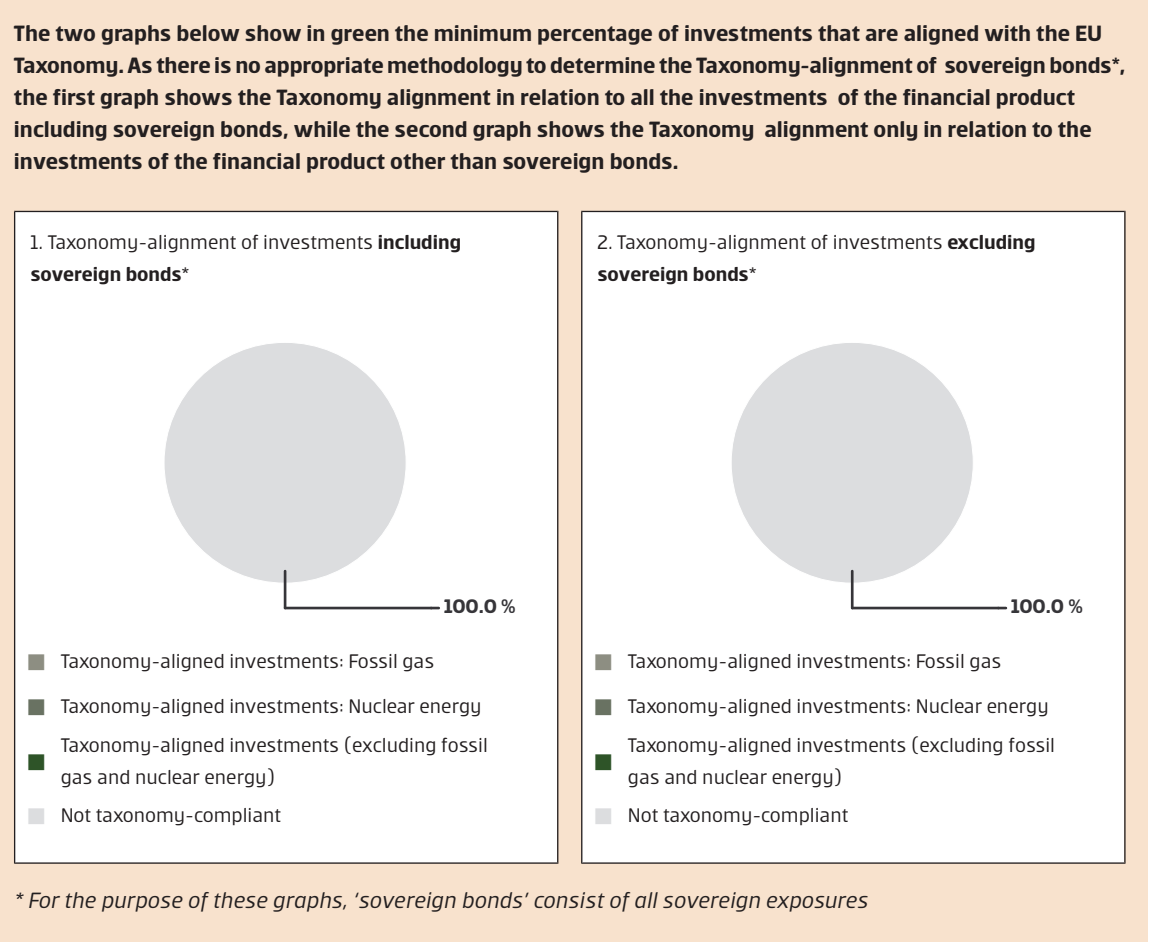 The two graphs below show in green the minimum percentage of investments that are aligned with the EU
Taxonomy. As there is no appropriate methodology to determine the Taxonomy-alignment of sovereign bonds*,
the first graph shows the Taxonomy alignment in relation to all the investments of the financial product
including sovereign bonds, while the second graph shows the Taxonomy alignment only in relation to the
investments of the financial product other than sovereign bonds.
1. Taxonomy-alignment of investments including
sovereign bonds*
100.0 %
Taxonomy-aligned investments: Fossil gas
Taxonomy-aligned investments: Nuclear energy
Taxonomy-aligned investments (excluding fossil
gas and nuclear energy)
Not taxonomy-compliant
2. Taxonomy-alignment of investments excluding
sovereign bonds*
100.0 %
Taxonomy-aligned investments: Fossil gas
Taxonomy-aligned investments: Nuclear energy
Taxonomy-aligned investments (excluding fossil
gas and nuclear energy)
Not taxonomy-compliant
* For the purpose of these graphs, ‘sovereign bonds’ consist of all sovereign exposures